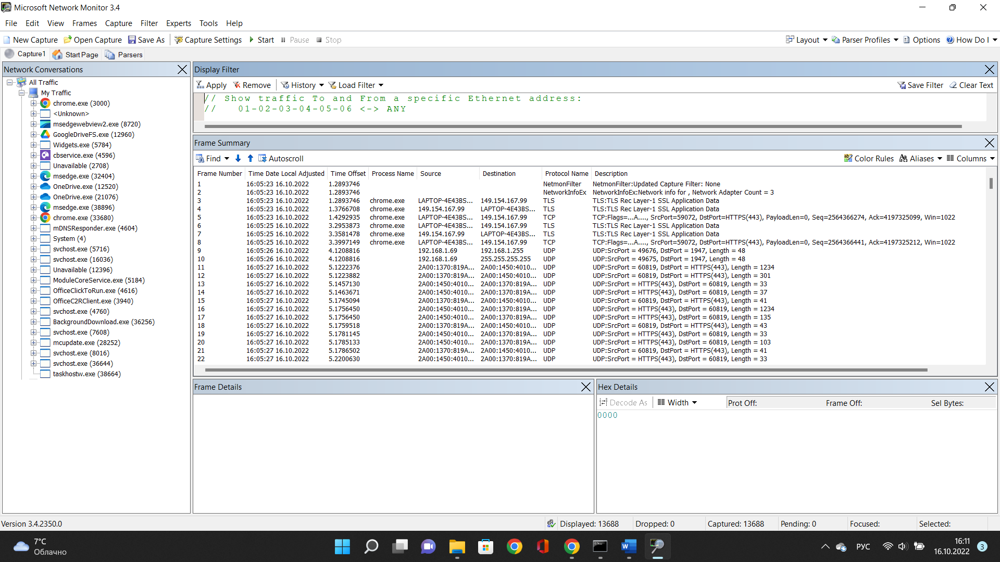 Microsoft Network Monitor 3.4
File Edit View Frames Capture Filter Experts Tools Help
New Capture Open Capture Save As Capture Settings Start Pause Stop Layout Parser Profiles Options How Do I
Capture1 Start Page Parsers
Network Conversations
All Traffic
My Traffic
chrome.exe (3000)
<Unknown>
msedgewebview2.exe (8720)
GoogleDriveFS.exe (12960)
Widgets.exe (5784)
cbservice.exe (4596)
Unavailable (2708)
msedge.exe (32404)
OneDrive.exe (12520)
OneDrive.exe (21076)
msedge.exe (38896)
chrome.exe (33680)
mDNSResponder.exe (4604)
System (4)
svchost.exe (5716)
svchost.exe (16036)
Unavailable (12396)
ModuleCoreService.exe (5184)
OfficeClickToRun.exe (4616)
OfficeC2RClient.exe (3940)
svchost.exe (4760)
BackgroundDownload.exe (36256)
svchost.exe (7608)
mcupdate.exe (28252)
svchost.exe (8016)
svchost.exe (36644)
taskhostw.exe (38664)
Display Filter
Apply Remove History Load Filter Save Filter Clear Text
// Show traffic To and From a specific Ethernet address:
// 01-02-03-04-05-06 <-> ANY
Frame Summary
Find Autoscroll Color Rules Aliases Columns
Frame Number Time Date Local Adjusted Time Offset Process Name Source Destination Protocol Name Description
1 16:05:23 16.10.2022 1.2893746 NetmonFilter NetmonFilter:Updated Capture Filter: None
2 16:05:23 16.10.2022 1.2893746 NetworkInfoEx NetworkInfoEx:Network info for , Network Adapter Count = 3
3 16:05:23 16.10.2022 1.2893746 chrome.exe LAPTOP-4E43BS... 149.154.167.99 TLS TLS:TLS Rec Layer-1 SSL Application Data
4 16:05:23 16.10.2022 1.3766708 chrome.exe 149.154.167.99 LAPTOP-4E43BS... TLS TLS:TLS Rec Layer-1 SSL Application Data
5 16:05:23 16.10.2022 1.4292935 chrome.exe LAPTOP-4E43BS... 149.154.167.99 TCP TCP:Flags=...A...., SrcPort=59072, DstPort=HTTPS(443), PayloadLen=0, Seq=2564366274, Ack=4197325099, Win=1022
6 16:05:25 16.10.2022 3.2953873 chrome.exe LAPTOP-4E43BS... 149.154.167.99 TLS TLS:TLS Rec Layer-1 SSL Application Data
7 16:05:25 16.10.2022 3.3581478 chrome.exe 149.154.167.99 LAPTOP-4E43BS... TLS TLS:TLS Rec Layer-1 SSL Application Data
8 16:05:25 16.10.2022 3.3997149 chrome.exe LAPTOP-4E43BS... 149.154.167.99 TCP TCP:Flags=...A...., SrcPort=59072, DstPort=HTTPS(443), PayloadLen=0, Seq=2564366441, Ack=4197325212, Win=1022
9 16:05:26 16.10.2022 4.1208816 192.168.1.69 192.168.1.255 UDP UDP:SrcPort = 49676, DstPort = 1947, Length = 48
10 16:05:26 16.10.2022 4.1208816 192.168.1.69 255.255.255.255 UDP UDP:SrcPort = 49675, DstPort = 1947, Length = 48
11 16:05:27 16.10.2022 5.1222376 2A00:1370:819A... 2A00:1450:4010... UDP UDP:SrcPort = 60819, DstPort = HTTPS(443), Length = 1234
12 16:05:27 16.10.2022 5.1223882 2A00:1370:819A... 2A00:1450:4010... UDP UDP:SrcPort = 60819, DstPort = HTTPS(443), Length = 301
13 16:05:27 16.10.2022 5.1457130 2A00:1450:4010... 2A00:1370:819A... UDP UDP:SrcPort = HTTPS(443), DstPort = 60819, Length = 33
14 16:05:27 16.10.2022 5.1463671 2A00:1450:4010... 2A00:1370:819A... UDP UDP:SrcPort = HTTPS(443), DstPort = 60819, Length = 37
15 16:05:27 16.10.2022 5.1745094 2A00:1370:819A... 2A00:1450:4010... UDP UDP:SrcPort = 60819, DstPort = HTTPS(443), Length = 41
16 16:05:27 16.10.2022 5.1756450 2A00:1450:4010... 2A00:1370:819A... UDP UDP:SrcPort = HTTPS(443), DstPort = 60819, Length = 1234
17 16:05:27 16.10.2022 5.1756450 2A00:1450:4010... 2A00:1370:819A... UDP UDP:SrcPort = HTTPS(443), DstPort = 60819, Length = 135
18 16:05:27 16.10.2022 5.1759518 2A00:1370:819A... 2A00:1450:4010... UDP UDP:SrcPort = 60819, DstPort = HTTPS(443), Length = 43
19 16:05:27 16.10.2022 5.1781145 2A00:1450:4010... 2A00:1370:819A... UDP UDP:SrcPort = HTTPS(443), DstPort = 60819, Length = 33
20 16:05:27 16.10.2022 5.1785133 2A00:1450:4010... 2A00:1370:819A... UDP UDP:SrcPort = HTTPS(443), DstPort = 60819, Length = 103
21 16:05:27 16.10.2022 5.1786502 2A00:1370:819A... 2A00:1450:4010... UDP UDP:SrcPort = 60819, DstPort = HTTPS(443), Length = 41
22 16:05:27 16.10.2022 5.2200630 2A00:1450:4010... 2A00:1370:819A... UDP UDP:SrcPort = HTTPS(443), DstPort = 60819, Length = 33
Frame Details
Hex Details
Decode As Width Prot Off: Frame Off: Sel Bytes:
0000
Version 3.4.2350.0 Displayed: 13688 Dropped: 0 Captured: 13688 Pending: 0 Focused: Selected:
7°C
Облачно
РУС
16:11
16.10.2022
3